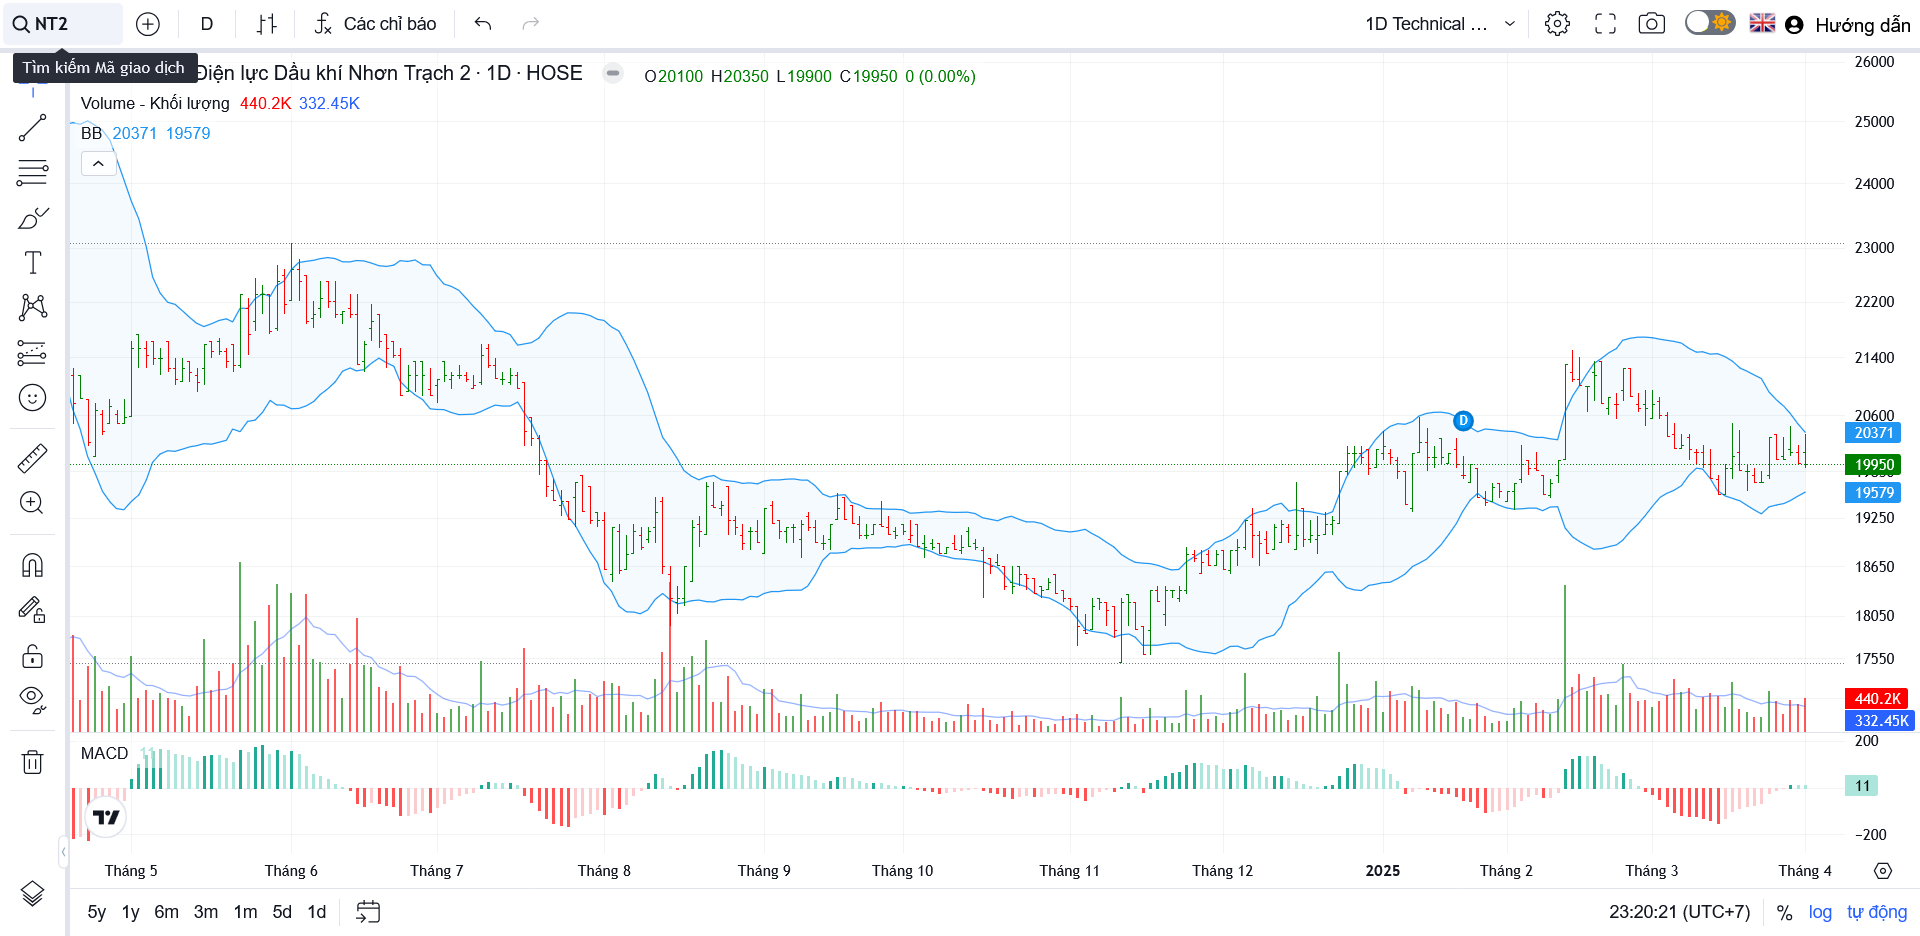 NT2
D
Các chỉ báo
1D Technical ...
Hướng dẫn
Tìm kiếm Mã giao dịch
Điện lực Dầu khí Nhơn Trạch 2 · 1D · HOSE
O20100 H20350 L19900 C19950 0 (0.00%)
Volume - Khối lượng 440.2K 332.45K
BB 20371 19579
26000
25000
24000
23000
22200
21400
20600
20371
19950
19579
19250
18650
18050
17550
440.2K
332.45K
D
MACD 11
200
11
−200
Tháng 5 Tháng 6 Tháng 7 Tháng 8 Tháng 9 Tháng 10 Tháng 11 Tháng 12 2025 Tháng 2 Tháng 3 Tháng 4
5y 1y 6m 3m 1m 5d 1d
23:20:21 (UTC+7) % log tự động